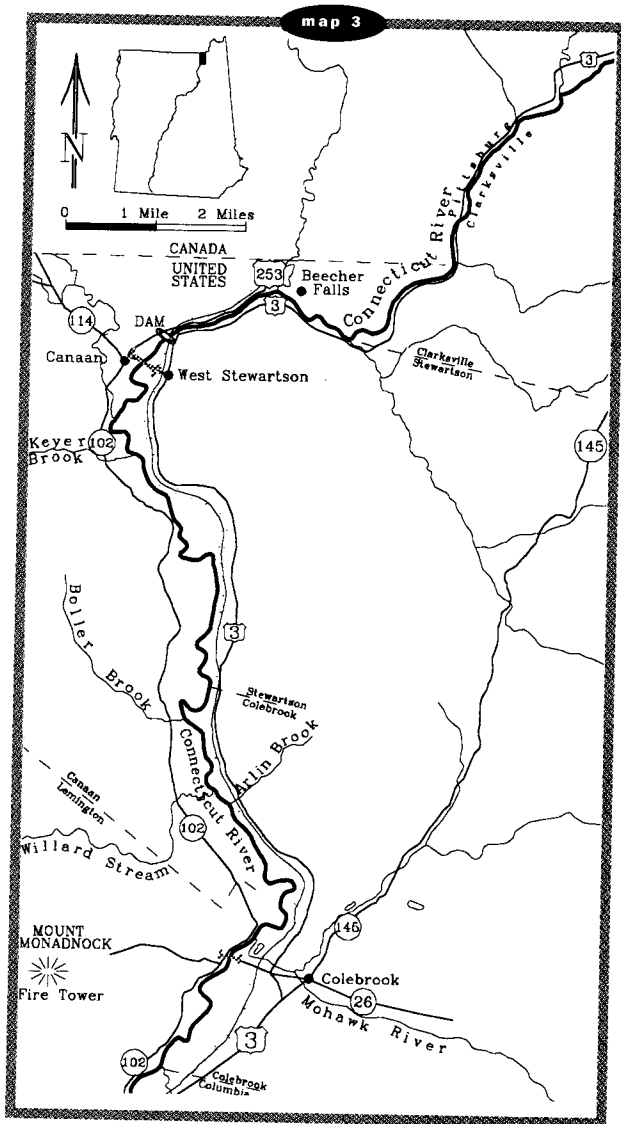 map 3
3
N
0 1 Mile 2 Miles
Pittsburg
Clarksville
Connecticut River
CANADA
UNITED
STATES
253
Beecher
Falls
3
114
DAM
Canaan
West Stewartson
Clarksville
Stewartson
145
Keyer
Brook
102
Boller Brook
3
Stewartson
Colebrook
Arlin Brook
Connecticut River
Canaan
Lemington
102
Willard Stream
MOUNT
MONADNOCK
Fire Tower
145
Colebrook
26
Mohawk River
3
102
Colebrook
Columbia